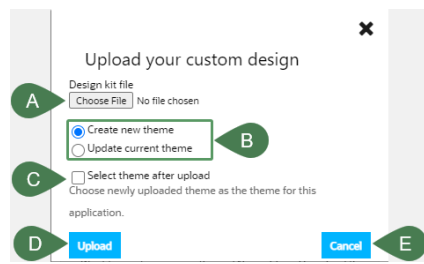 Upload your custom design
Design kit file
A Choose File No file chosen
Create new theme
B
Update current theme
C Select theme after upload
Choose newly uploaded theme as the theme for this
application.
D Upload Cancel E